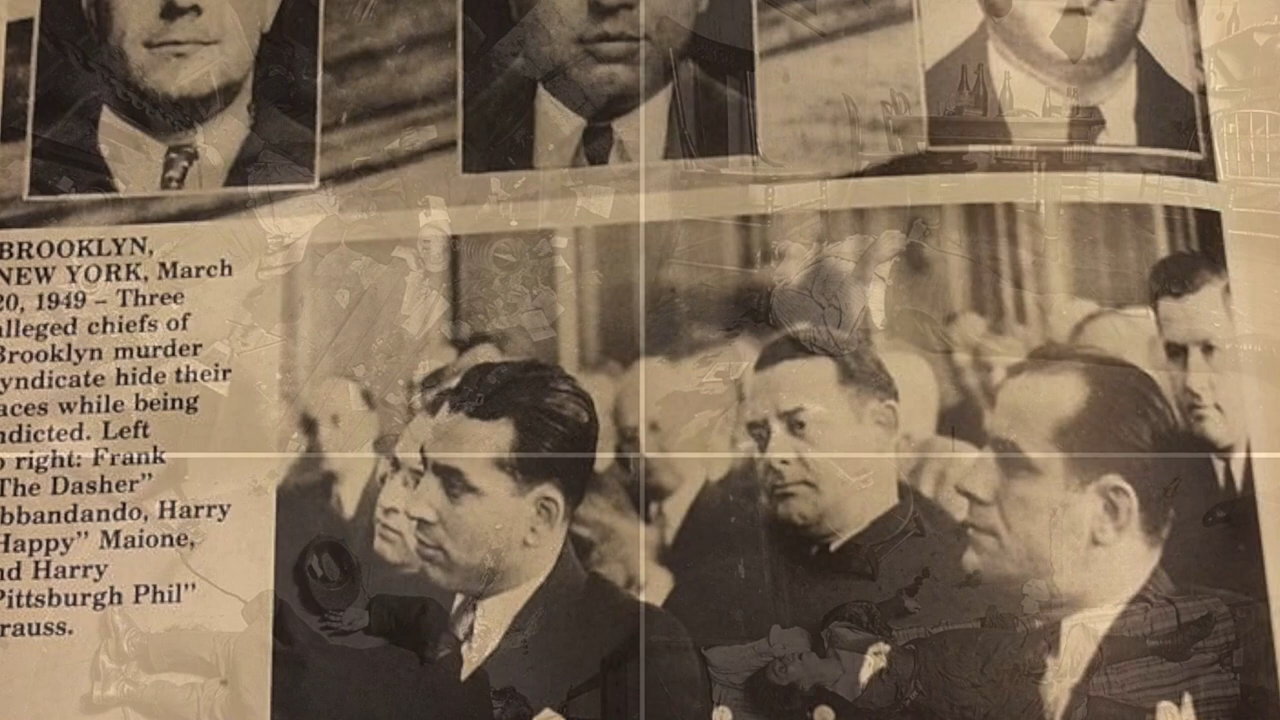 BROOKLYN,
NEW YORK, March
20, 1949 – Three
alleged chiefs of
Brooklyn murder
syndicate hide their
aces while being
ndicted. Left
o right: Frank
The Dasher”
bbandando, Harry
Happy” Maione,
nd Harry
Pittsburgh Phil”
rauss.